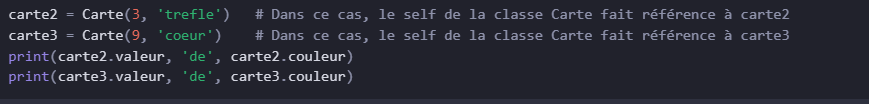 carte2 = Carte(3, 'trefle')   # Dans ce cas, le self de la classe Carte fait référence à carte2
carte3 = Carte(9, 'coeur')    # Dans ce cas, le self de la classe Carte fait référence à carte3
print(carte2.valeur, 'de', carte2.couleur)
print(carte3.valeur, 'de', carte3.couleur)